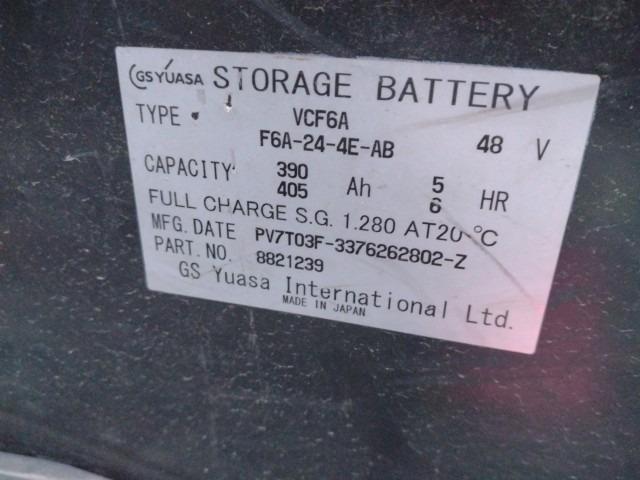 GS YUASA STORAGE BATTERY
TYPE VCF6A
F6A-24-4E-AB 48 V
CAPACITY 390 Ah 5 HR
405 6
FULL CHARGE S.G. 1.280 AT20℃
MFG. DATE PV7T03F-3376262802-Z
PART. NO. 8821239
GS Yuasa International Ltd.
MADE IN JAPAN